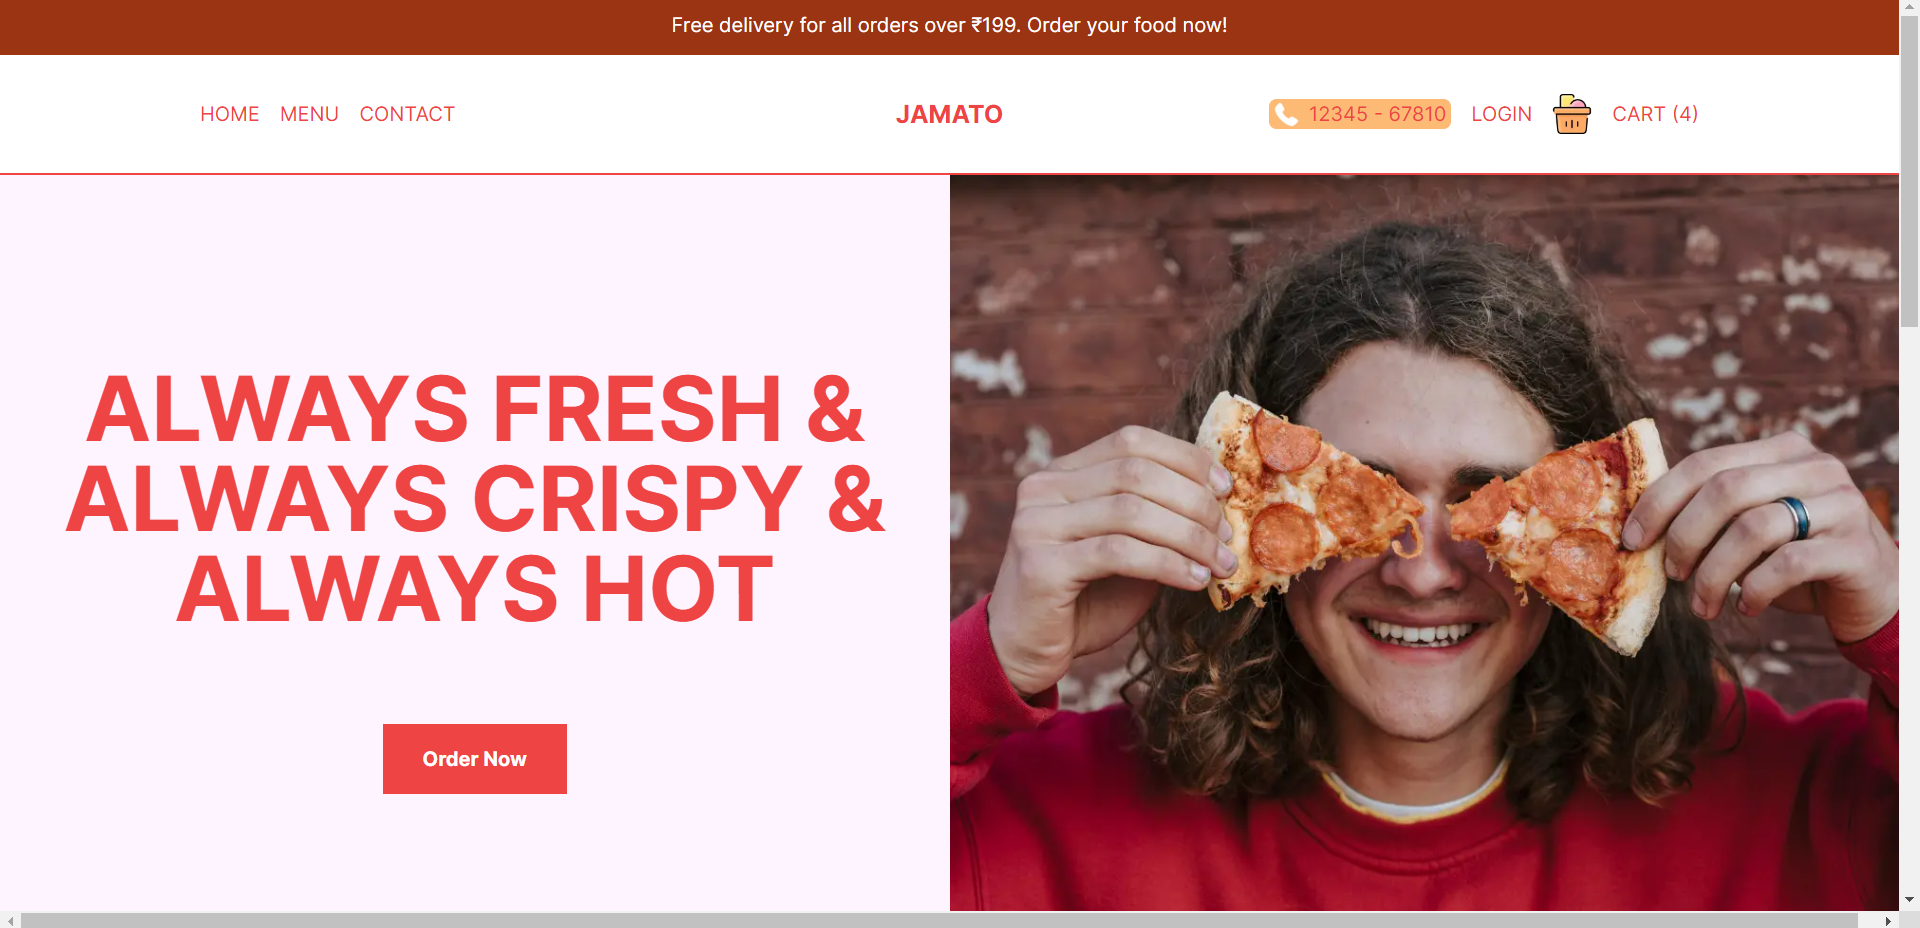 Free delivery for all orders over ₹199. Order your food now!
HOME MENU CONTACT JAMATO 12345 - 67810 LOGIN CART (4)
ALWAYS FRESH &
ALWAYS CRISPY &
ALWAYS HOT
Order Now